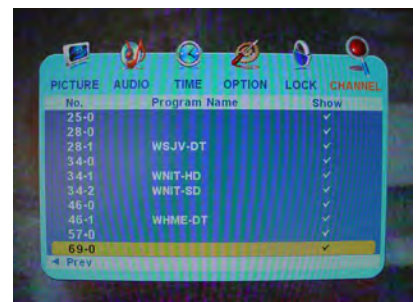 PICTURE AUDIO TIME OPTION LOCK CHANNEL
No. Program Name Show
25-0 ✓
28-0 ✓
28-1 WSJV-DT ✓
34-0 ✓
34-1 WNIT-HD ✓
34-2 WNIT-SD ✓
46-0 ✓
46-1 WHME-DT ✓
57-0 ✓
69-0 ✓
◄ Prev